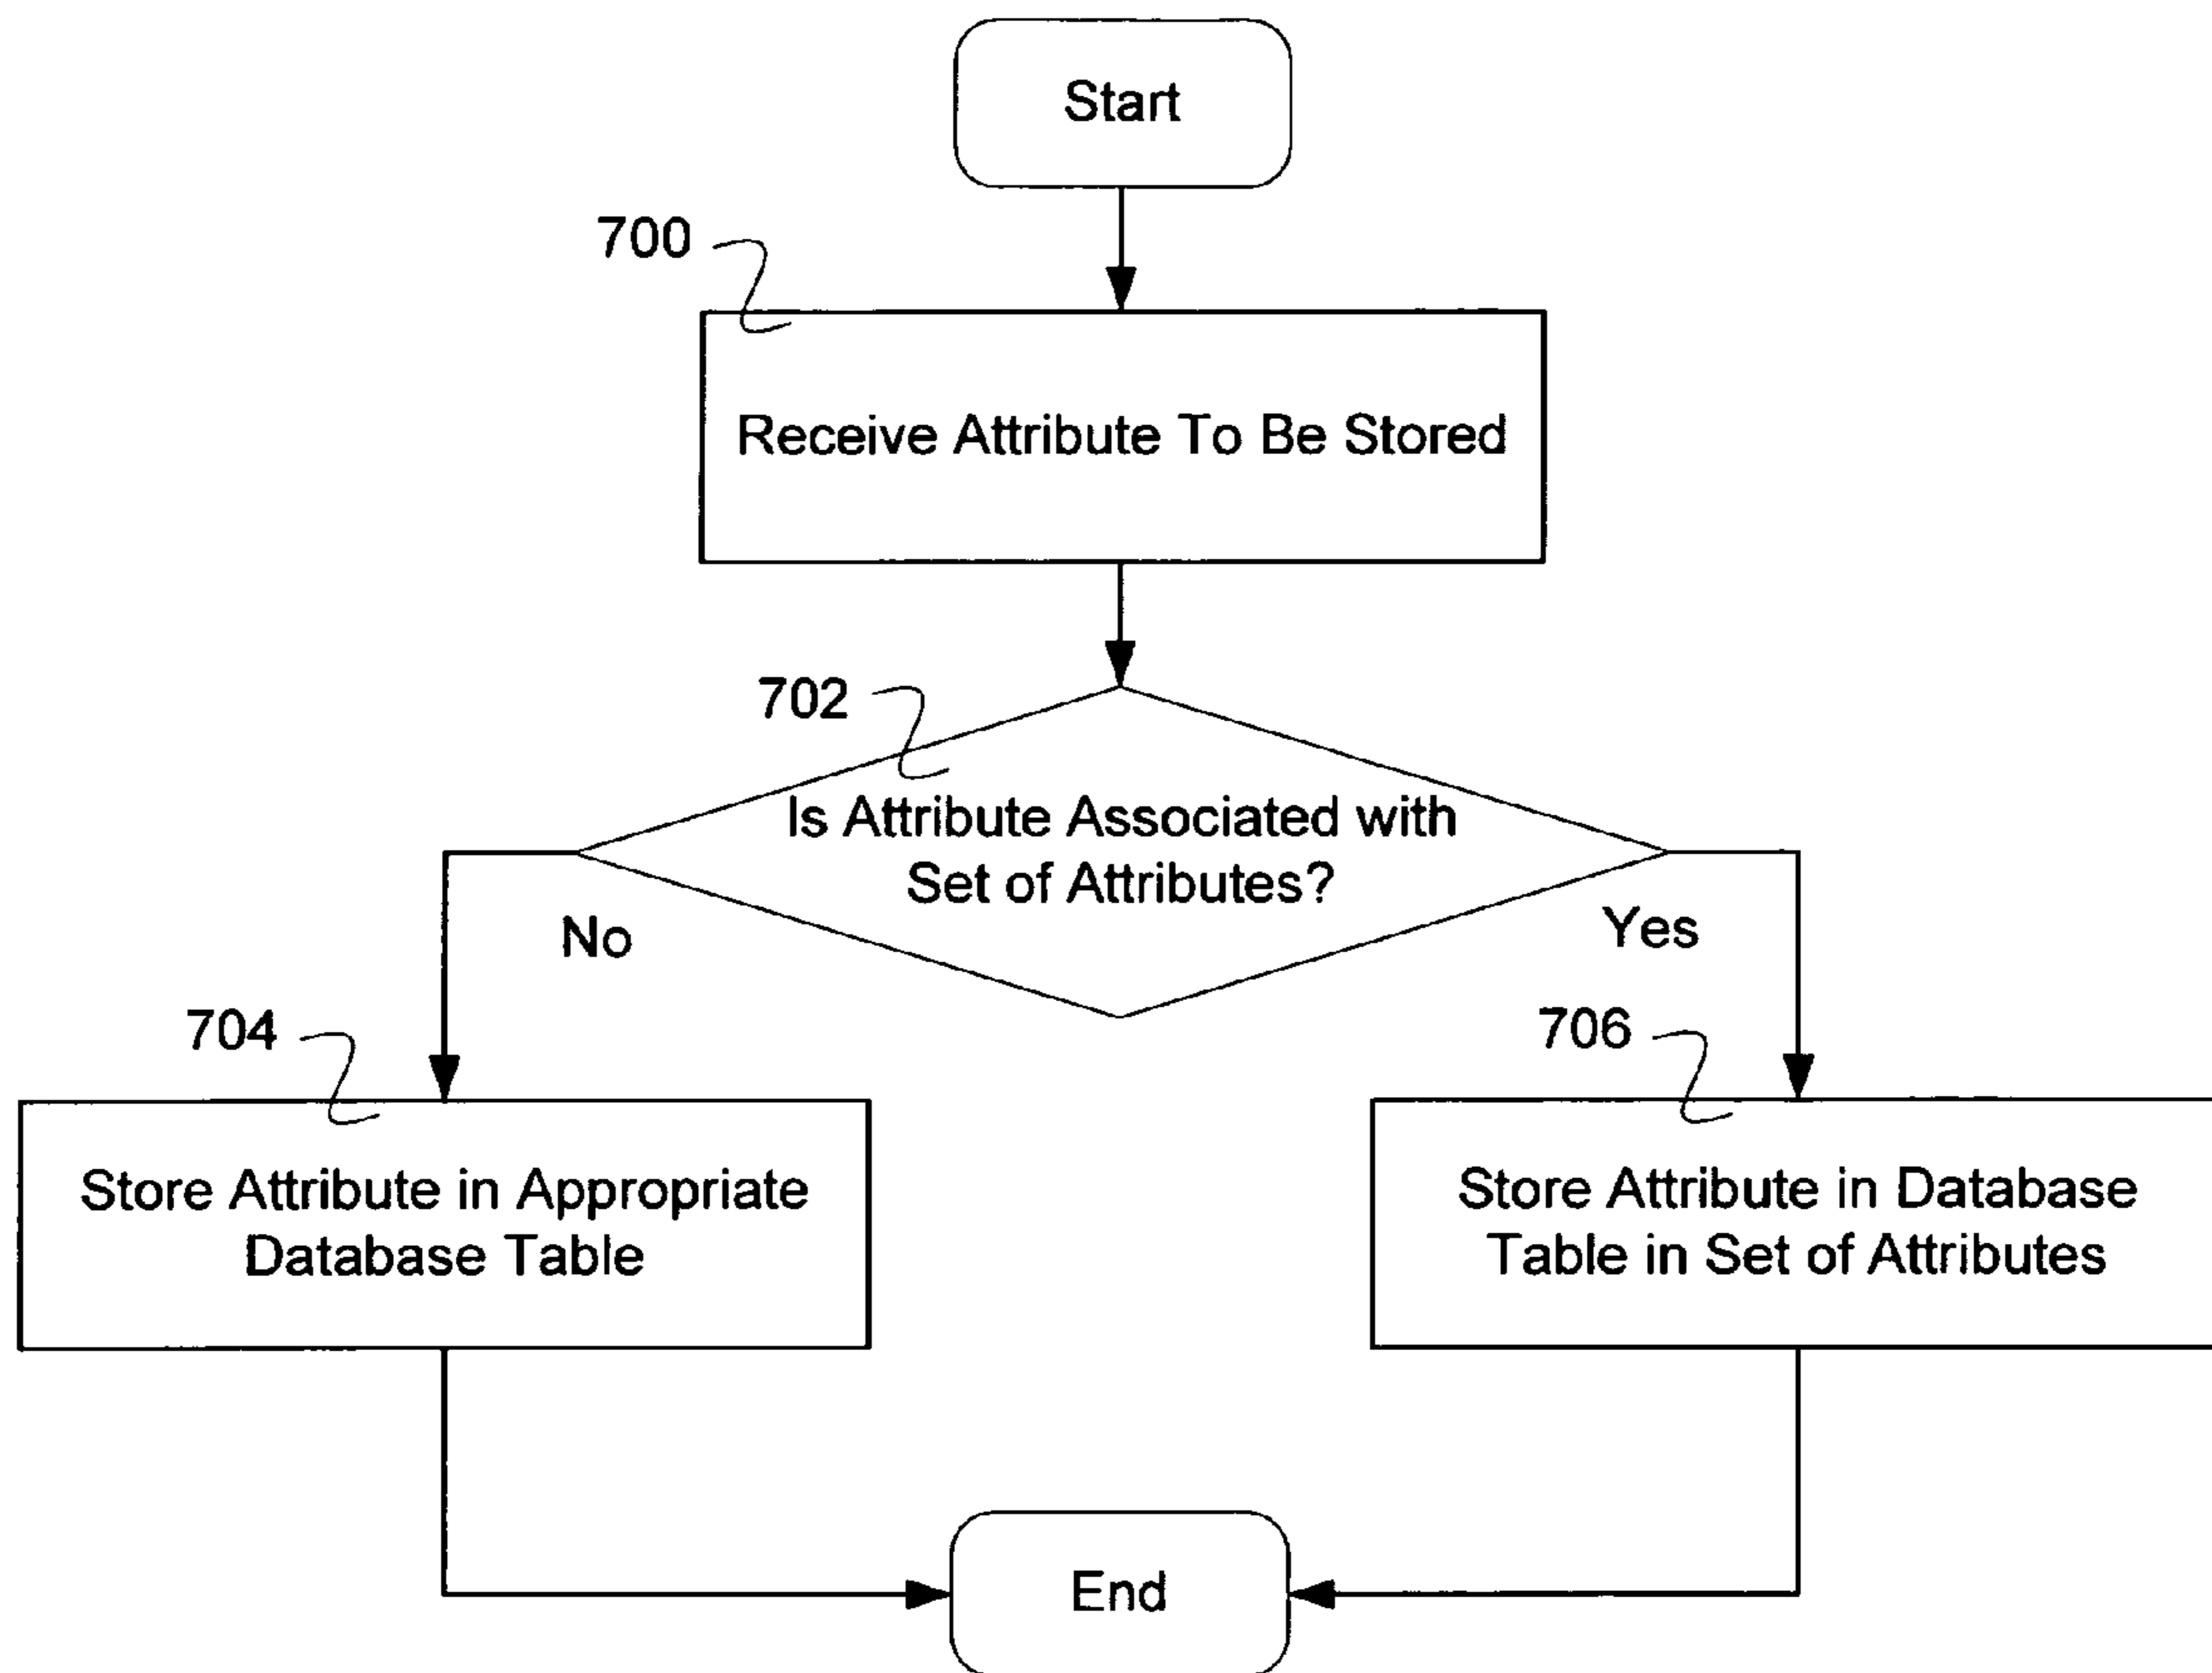 Start
700
Receive Attribute To Be Stored
702
Is Attribute Associated with
Set of Attributes?
No
Yes
704
706
Store Attribute in Appropriate
Database Table
Store Attribute in Database
Table in Set of Attributes
End